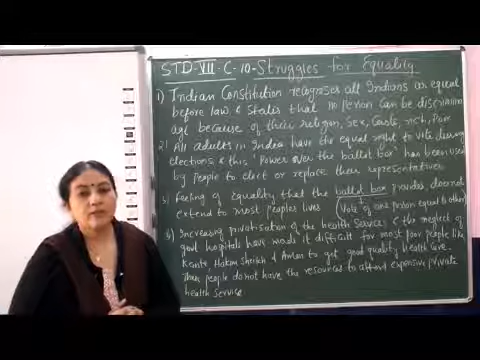 STD-VII-C-10-Struggles for Equality
1) Indian Constitution recognises all Indians as equal
before law & States that no Person can be discrimin
age because of their religion, Sex, Caste, rich, Poor
2) All adults in India have the equal right to vote during
elections & this 'Power over the ballot box' has been used
by People to elect or replace their representatives
3) Feeling of equality that the ballot box provides does not
extend to most peoples lives (Vote of one person equal to other)
4) Increasing privatisation of the health Services & the neglect of
govt hospitals have made it difficult for most poor people like
Kanta Hakim Sheikh & Aman to get good quality health Care.
These people do not have the resources to afford expensive private
health Service